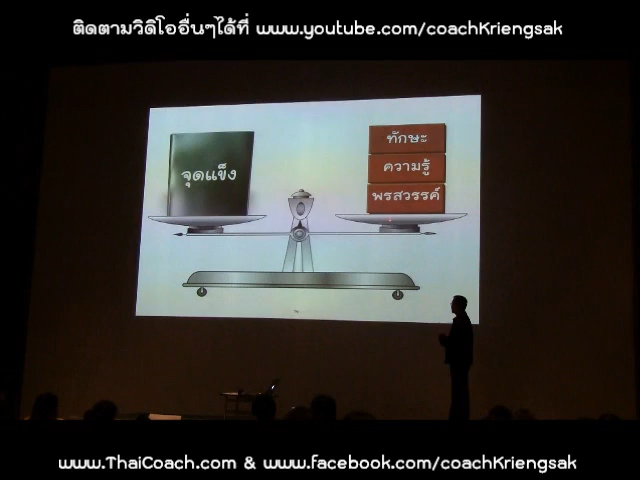 ติดตามวิดิโออื่นๆได้ที่ www.youtube.com/coachKriengsak
จุดแข็ง
ทักษะ
ความรู้
พรสวรรค์
www.ThaiCoach.com & www.facebook.com/coachKriengsak